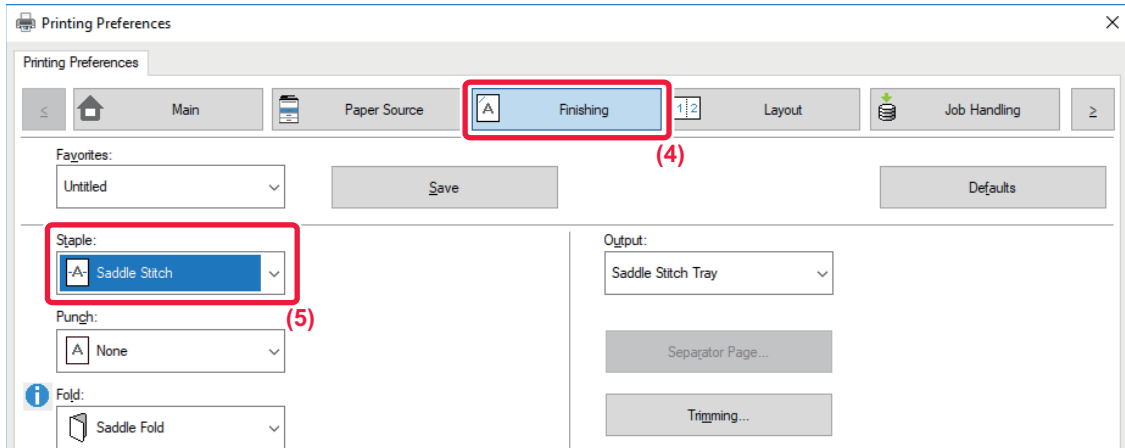 Printing Preferences
Printing Preferences
≤
Main
Paper Source
A
Finishing
1 2
Layout
Job Handling
≥
(4)
Favorites:
Untitled
Save
Defaults
Staple:
-A- Saddle Stitch
(5)
Output:
Saddle Stitch Tray
Punch:
A None
Separator Page...
Fold:
Saddle Fold
Trimming...